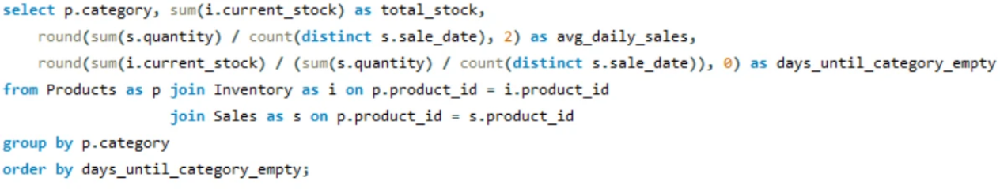 select p.category, sum(i.current_stock) as total_stock,
    round(sum(s.quantity) / count(distinct s.sale_date), 2) as avg_daily_sales,
    round(sum(i.current_stock) / (sum(s.quantity) / count(distinct s.sale_date)), 0) as days_until_category_empty
from Products as p join Inventory as i on p.product_id = i.product_id
                   join Sales as s on p.product_id = s.product_id
group by p.category
order by days_until_category_empty;